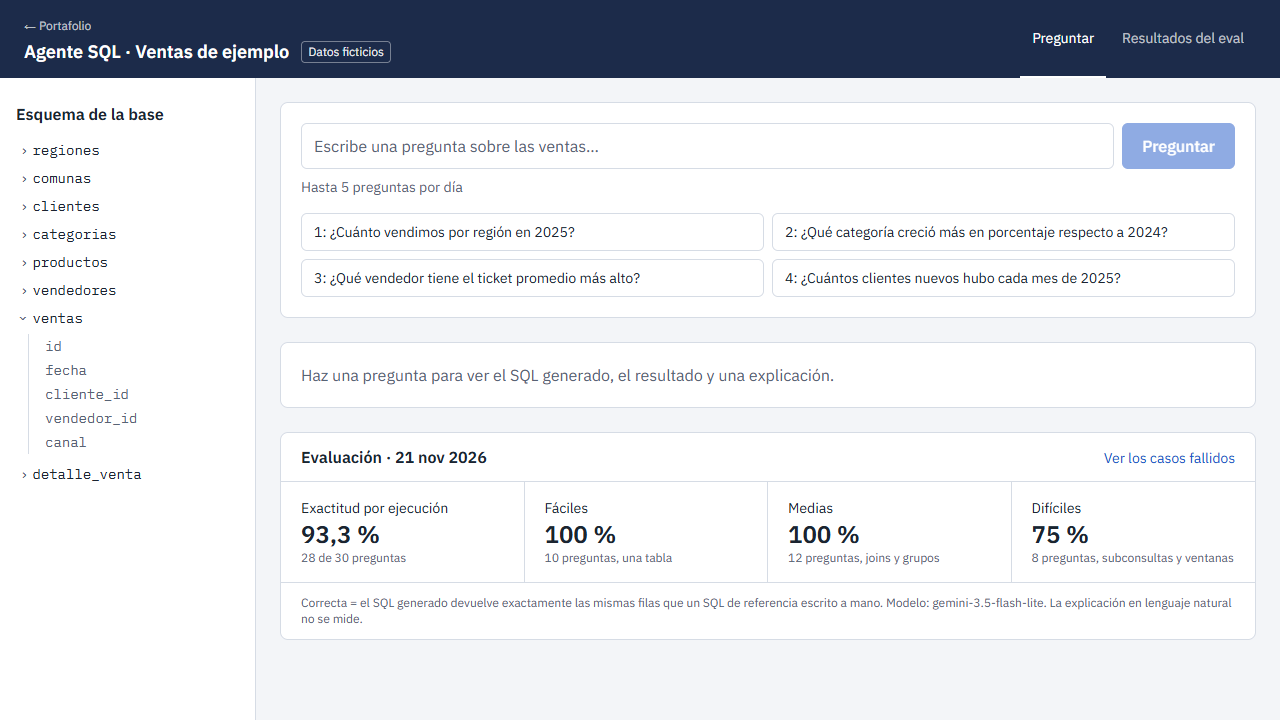 ← Portafolio
Agente SQL · Ventas de ejemplo
Datos ficticios
Preguntar
Resultados del eval
Esquema de la base
› regiones
› comunas
› clientes
› categorias
› productos
› vendedores
ventas
id
fecha
cliente_id
vendedor_id
canal
› detalle_venta
Escribe una pregunta sobre las ventas...
Preguntar
Hasta 5 preguntas por día
1: ¿Cuánto vendimos por región en 2025?
2: ¿Qué categoría creció más en porcentaje respecto a 2024?
3: ¿Qué vendedor tiene el ticket promedio más alto?
4: ¿Cuántos clientes nuevos hubo cada mes de 2025?
Haz una pregunta para ver el SQL generado, el resultado y una explicación.
Evaluación · 21 nov 2026
Ver los casos fallidos
Exactitud por ejecución
93,3 %
28 de 30 preguntas
Fáciles
100 %
10 preguntas, una tabla
Medias
100 %
12 preguntas, joins y grupos
Difíciles
75 %
8 preguntas, subconsultas y ventanas
Correcta = el SQL generado devuelve exactamente las mismas filas que un SQL de referencia escrito a mano. Modelo: gemini-3.5-flash-lite. La explicación en lenguaje natural
no se mide.